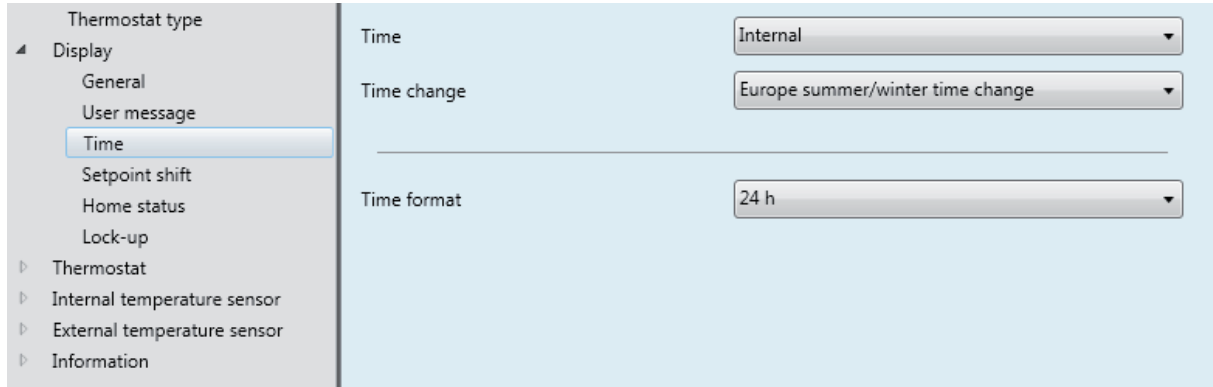 Thermostat type
Display
General
User message
Time
Setpoint shift
Home status
Lock-up
Thermostat
Internal temperature sensor
External temperature sensor
Information
Time Internal
Time change Europe summer/winter time change
Time format 24 h